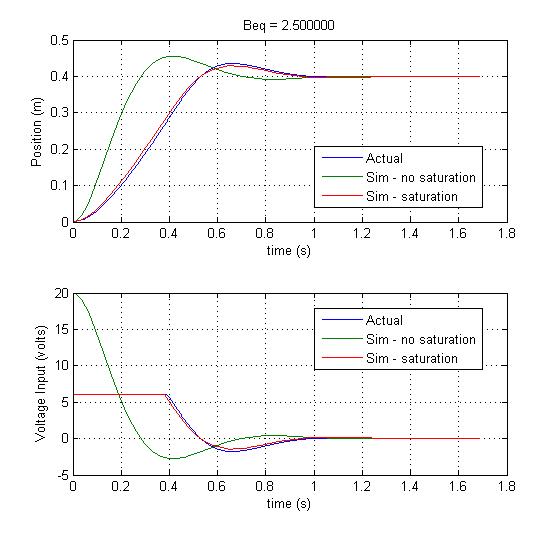 Beq = 2.500000
0.5
0.4
0.3
0.2
0.1
0
Position (m)
Actual
Sim - no saturation
Sim - saturation
0 0.2 0.4 0.6 0.8 1 1.2 1.4 1.6 1.8
time (s)
20
15
10
5
0
-5
Voltage Input (volts)
Actual
Sim - no saturation
Sim - saturation
0 0.2 0.4 0.6 0.8 1 1.2 1.4 1.6 1.8
time (s)